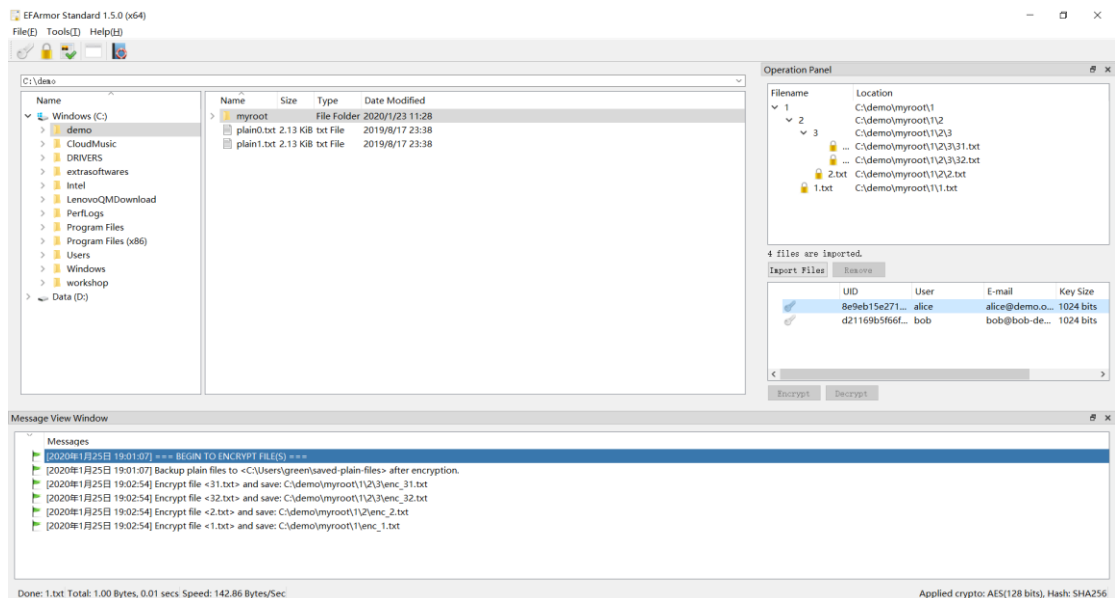 EFArmor Standard 1.5.0 (x64)
File(F) Tools(T) Help(H)
C:\demo
Name
Windows (C:)
demo
CloudMusic
DRIVERS
extrasoftwares
Intel
LenovoQMDownload
PerfLogs
Program Files
Program Files (x86)
Users
Windows
workshop
Data (D:)
Name Size Type Date Modified
myroot File Folder 2020/1/23 11:28
plain0.txt 2.13 KiB txt File 2019/8/17 23:38
plain1.txt 2.13 KiB txt File 2019/8/17 23:38
Operation Panel
Filename Location
1 C:\demo\myroot\1
2 C:\demo\myroot\1\2
3 C:\demo\myroot\1\2\3
... C:\demo\myroot\1\2\3\31.txt
... C:\demo\myroot\1\2\3\32.txt
2.txt C:\demo\myroot\1\2\2.txt
1.txt C:\demo\myroot\1\1.txt
4 files are imported.
Import Files Remove
UID User E-mail Key Size
8e9eb15e271... alice alice@demo.o... 1024 bits
d21169b5f66f... bob bob@bob-de... 1024 bits
Encrypt Decrypt
Message View Window
Messages
[2020年1月25日 19:01:07] === BEGIN TO ENCRYPT FILE(S) ===
[2020年1月25日 19:01:07] Backup plain files to <C:\Users\green\saved-plain-files> after encryption.
[2020年1月25日 19:02:54] Encrypt file <31.txt> and save: C:\demo\myroot\1\2\3\enc_31.txt
[2020年1月25日 19:02:54] Encrypt file <32.txt> and save: C:\demo\myroot\1\2\3\enc_32.txt
[2020年1月25日 19:02:54] Encrypt file <2.txt> and save: C:\demo\myroot\1\2\enc_2.txt
[2020年1月25日 19:02:54] Encrypt file <1.txt> and save: C:\demo\myroot\1\enc_1.txt
Done: 1.txt Total: 1.00 Bytes, 0.01 secs Speed: 142.86 Bytes/Sec
Applied crypto: AES(128 bits), Hash: SHA256